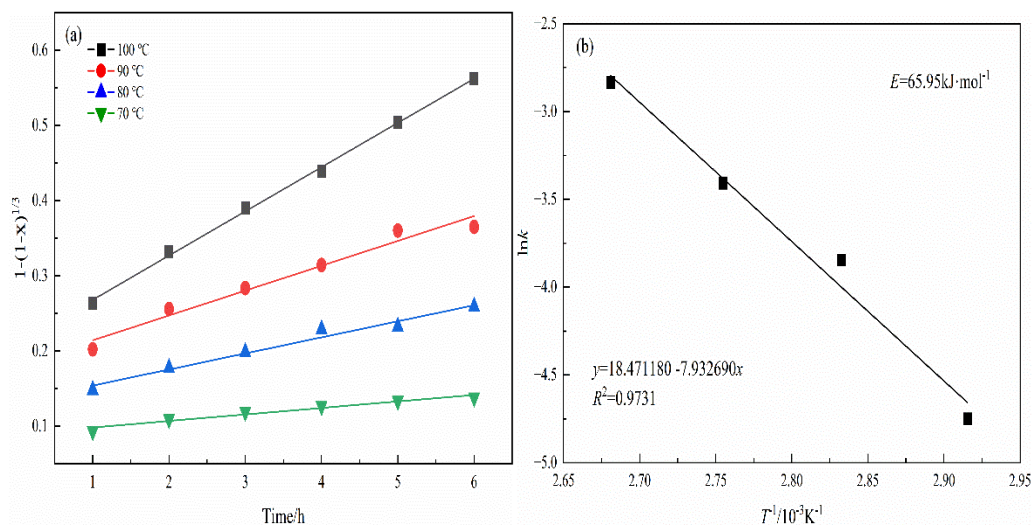 (a)
100 ℃
90 ℃
80 ℃
70 ℃
0.6
0.5
0.4
0.3
0.2
0.1
1-(1-x)^{1/3}
1 2 3 4 5 6
Time/h
(b)
E=65.95kJ·mol⁻¹
y=18.471180 -7.932690x
R²=0.9731
−2.5
−3.0
−3.5
−4.0
−4.5
−5.0
lnk
2.65 2.70 2.75 2.80 2.85 2.90 2.95
T⁻¹/10⁻³K⁻¹